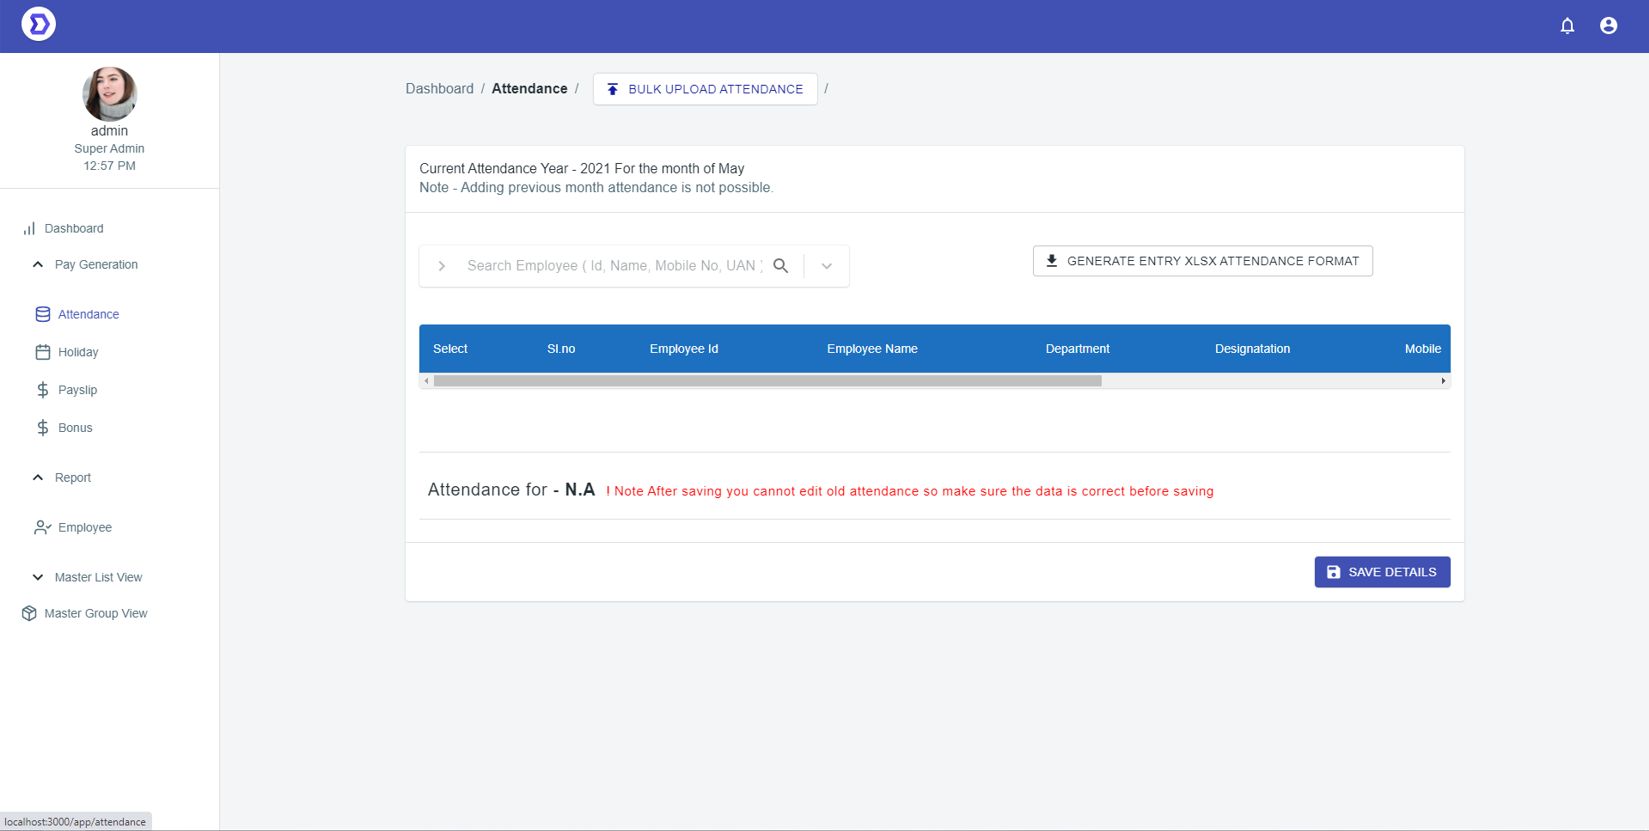 admin
Super Admin
12:57 PM
Dashboard
Pay Generation
Attendance
Holiday
Payslip
Bonus
Report
Employee
Master List View
Master Group View
localhost:3000/app/attendance
Dashboard / Attendance / BULK UPLOAD ATTENDANCE /
Current Attendance Year - 2021 For the month of May
Note - Adding previous month attendance is not possible.
Search Employee ( Id, Name, Mobile No, UAN )
GENERATE ENTRY XLSX ATTENDANCE FORMAT
Select Sl.no Employee Id Employee Name Department Designatation Mobile
Attendance for - N.A ! Note After saving you cannot edit old attendance so make sure the data is correct before saving
SAVE DETAILS